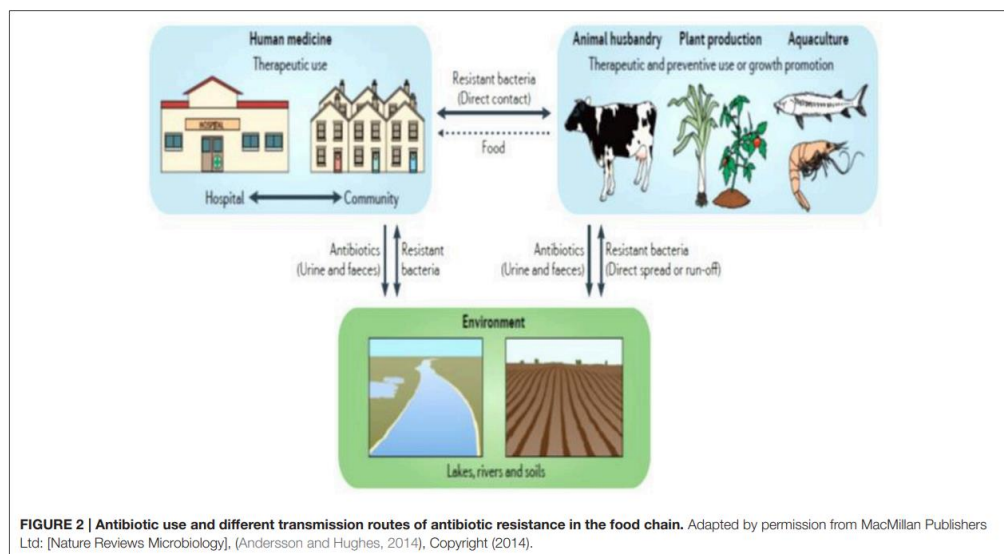 Human medicine
Therapeutic use
HOSPITAL
Hospital
Community
Resistant bacteria
(Direct contact)
Food
Animal husbandry Plant production Aquaculture
Therapeutic and preventive use or growth promotion
Antibiotics
(Urine and faeces)
Resistant
bacteria
Antibiotics
(Urine and faeces)
Resistant bacteria
(Direct spread or run-off)
Environment
Lakes, rivers and soils
FIGURE 2 | Antibiotic use and different transmission routes of antibiotic resistance in the food chain. Adapted by permission from MacMillan Publishers
Ltd: [Nature Reviews Microbiology], (Andersson and Hughes, 2014), Copyright (2014).